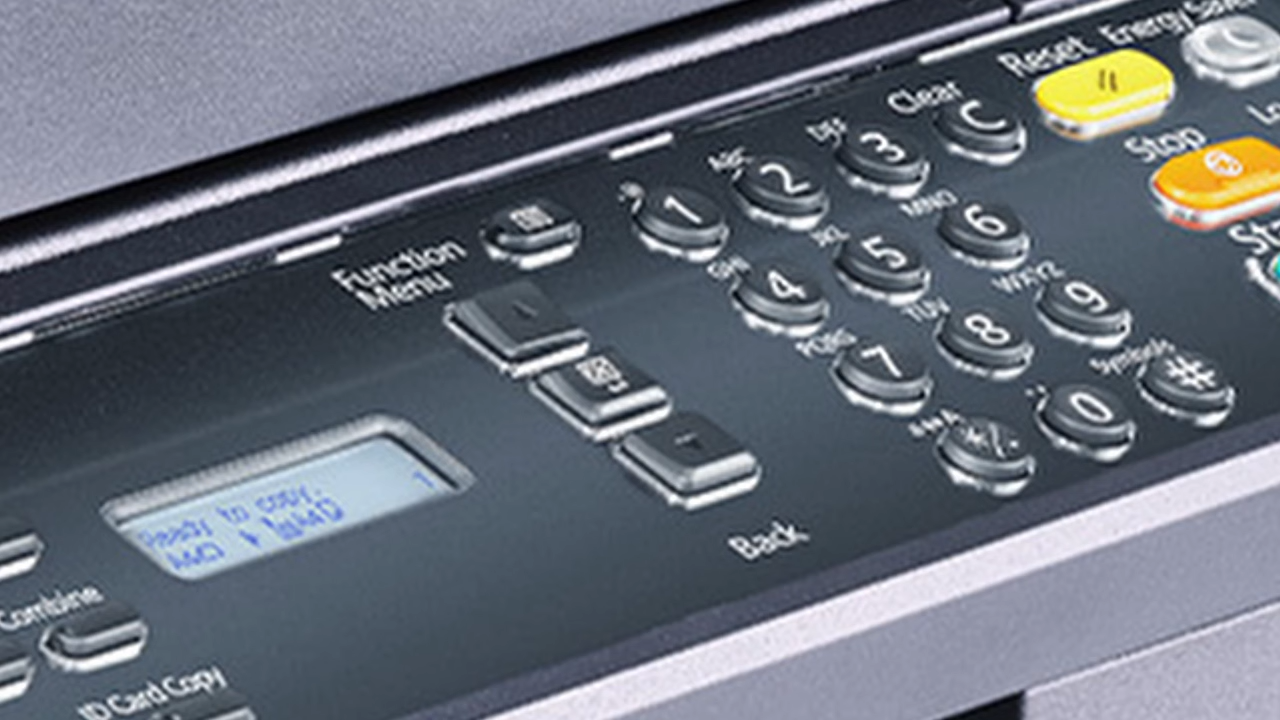 Energy Saver
Reset
Clear
C
C
DEF
3
ABC
2
1
Stop
MNO
6
JKL
5
GHI
4
WXYZ
9
TUV
8
PQRS
7
Symbols
#
0
Function
Menu
Ready to copy.
1
Back
Combine
ID Card Copy